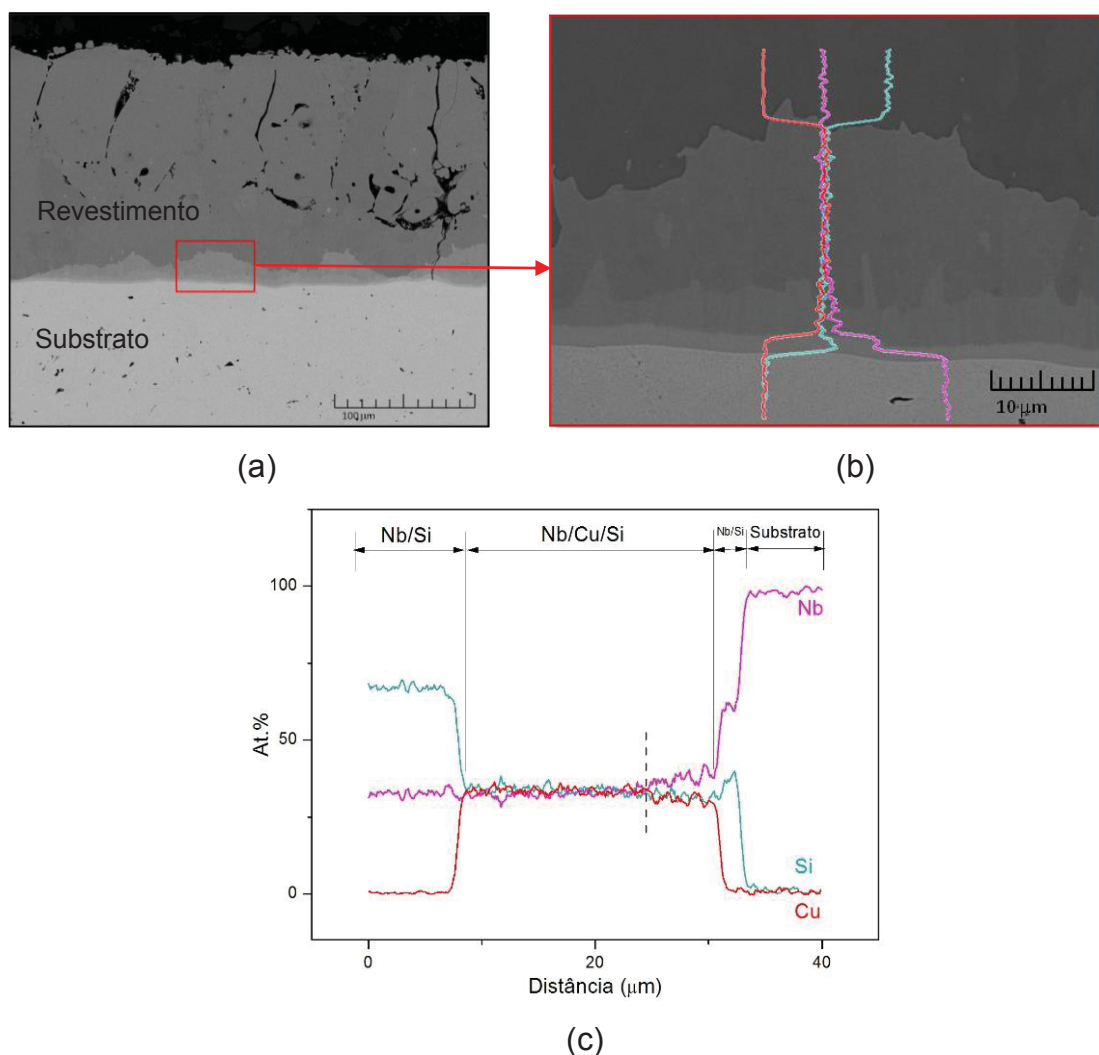 Revestimento
Substrato
100 µm
10 µm
(a)
(b)
Nb/Si
Nb/Cu/Si
Nb/Si
Substrato
100
Nb
At.%
50
Si
0
Cu
0
20
40
Distância (µm)
(c)